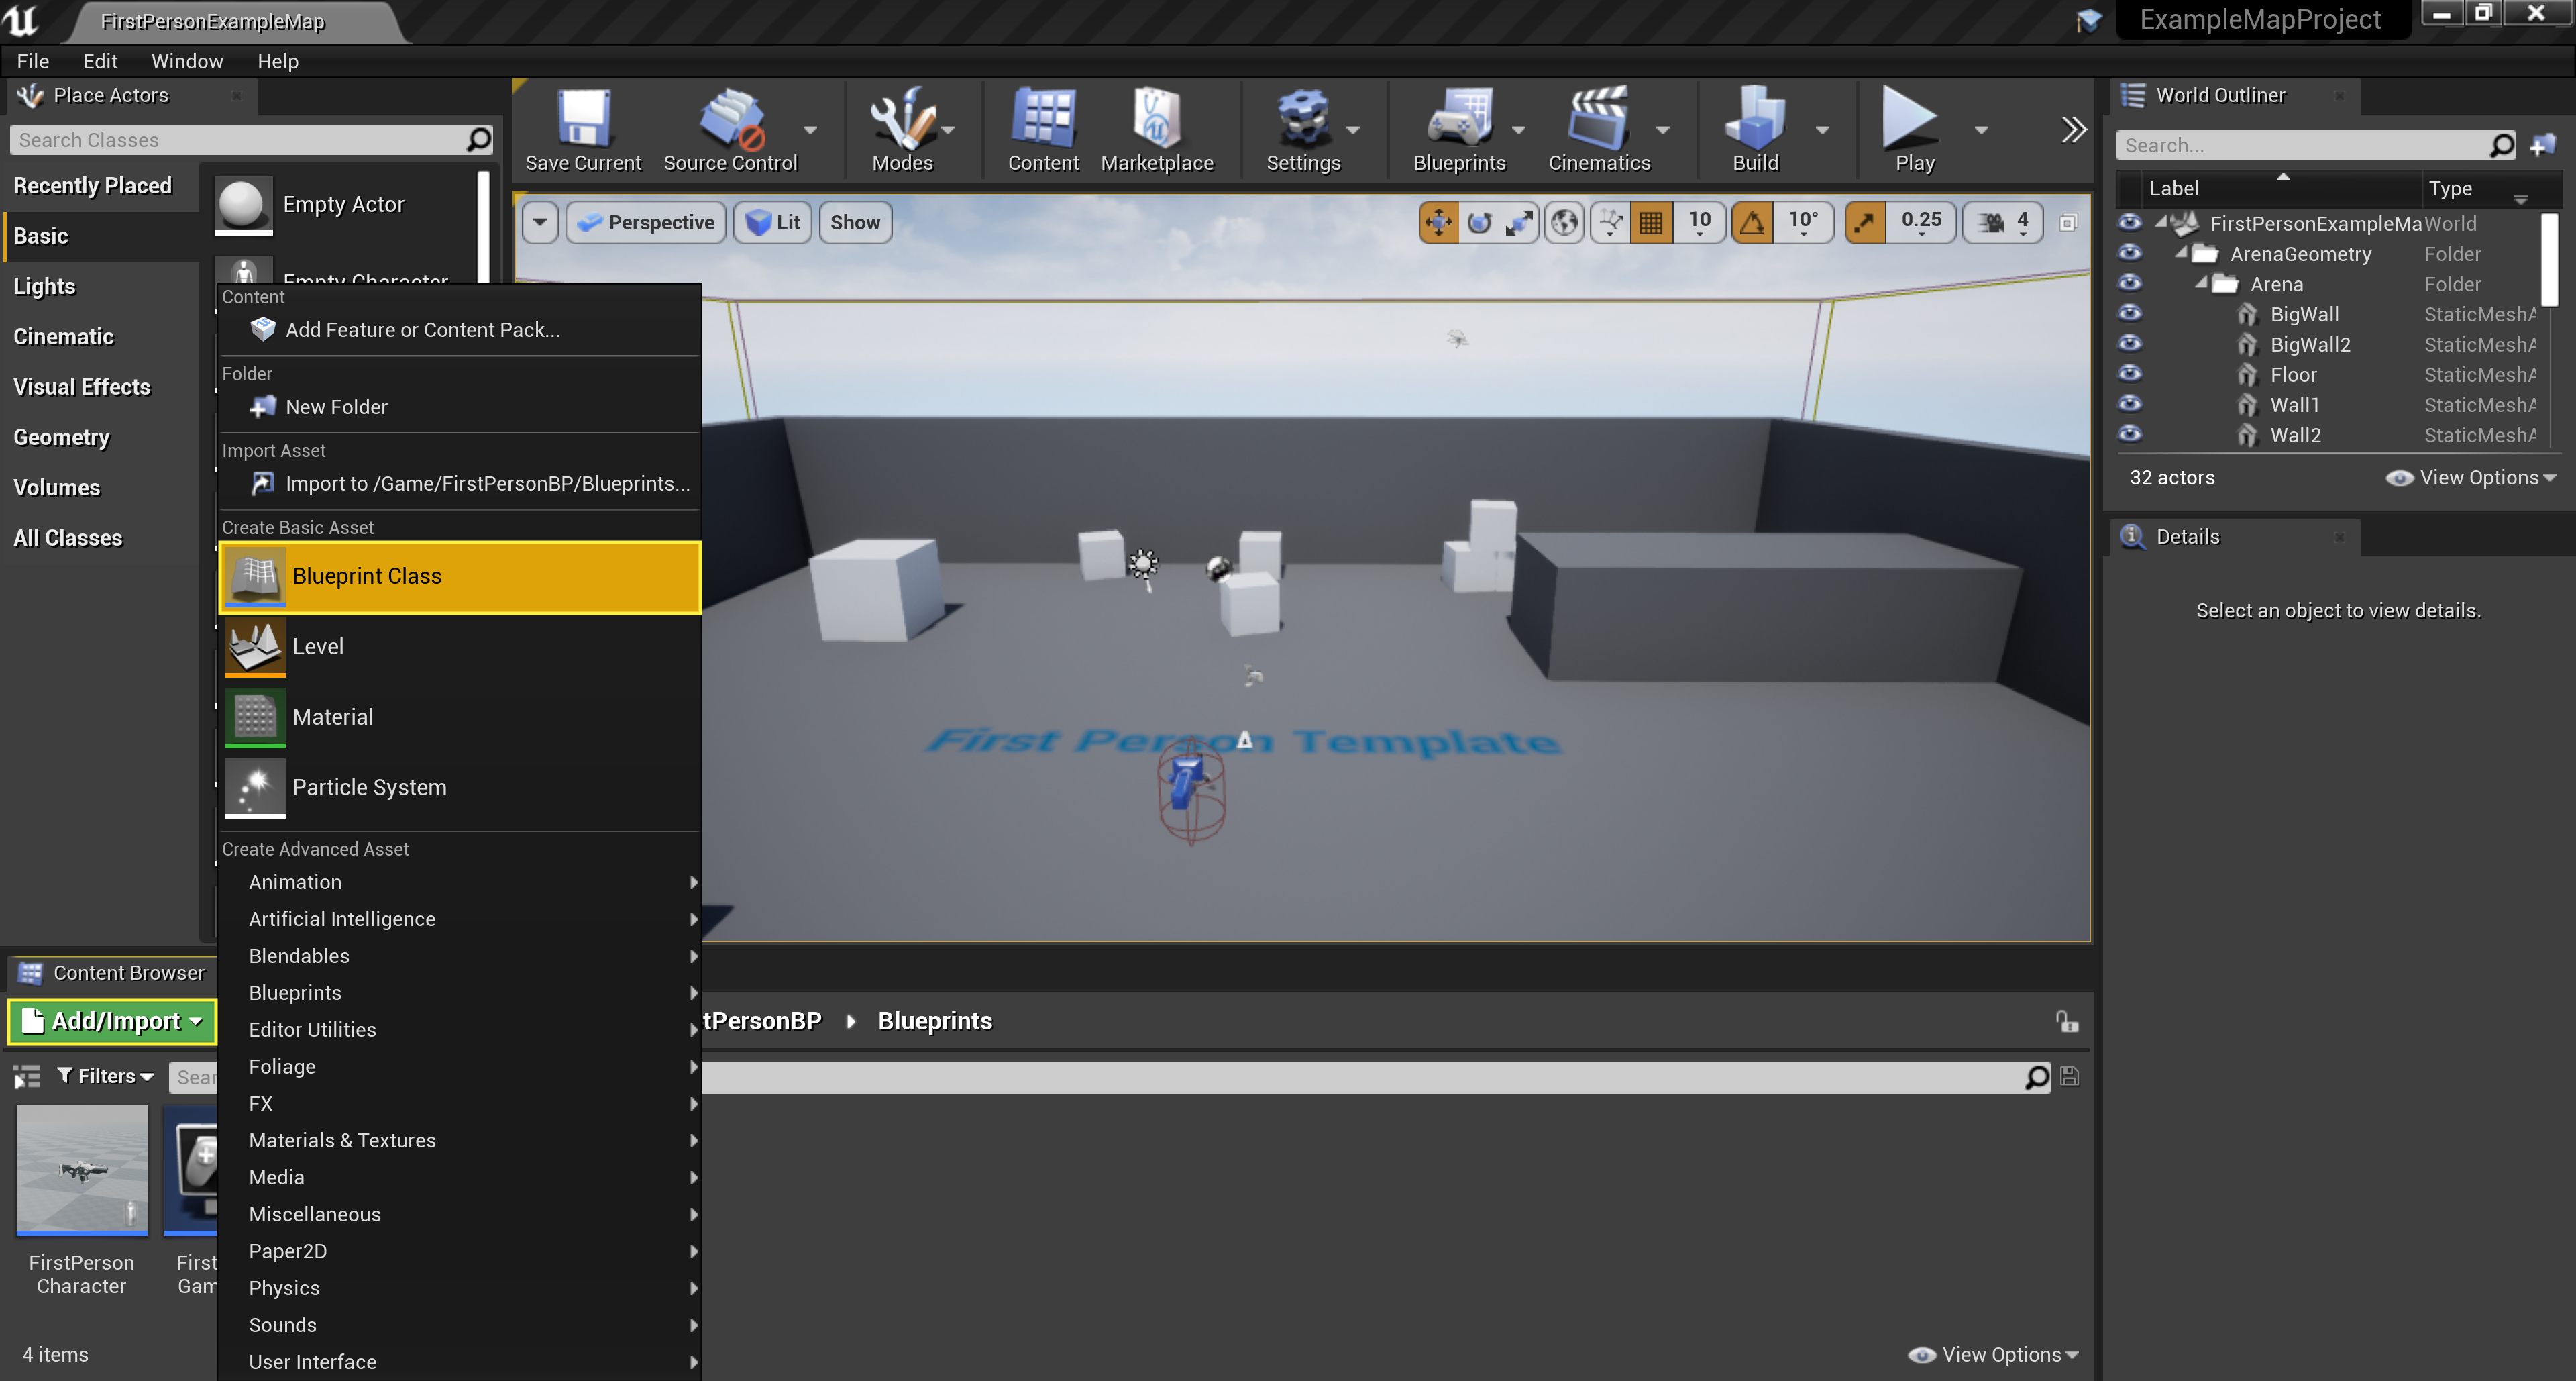 FirstPersonExampleMap
ExampleMapProject
File Edit Window Help
Place Actors
Search Classes
Recently Placed
Basic
Lights
Cinematic
Visual Effects
Geometry
Volumes
All Classes
Empty Actor
Empty Character
Save Current
Source Control
Modes
Content
Marketplace
Settings
Blueprints
Cinematics
Build
Play
Perspective
Lit
Show
10
10°
0.25
4
First Person Template
World Outliner
Search...
Label Type
FirstPersonExampleMa World
ArenaGeometry Folder
Arena Folder
BigWall StaticMeshA
BigWall2 StaticMeshA
Floor StaticMeshA
Wall1 StaticMeshA
Wall2 StaticMeshA
32 actors
View Options
Details
Select an object to view details.
Content
Add Feature or Content Pack...
Folder
New Folder
Import Asset
Import to /Game/FirstPersonBP/Blueprints...
Create Basic Asset
Blueprint Class
Level
Material
Particle System
Create Advanced Asset
Animation
Artificial Intelligence
Blendables
Blueprints
Editor Utilities
Foliage
FX
Materials & Textures
Media
Miscellaneous
Paper2D
Physics
Sounds
User Interface
Content Browser
Add/Import
tPersonBP Blueprints
Filters
Sear
FirstPerson
Character
First
Gam
4 items
View Options